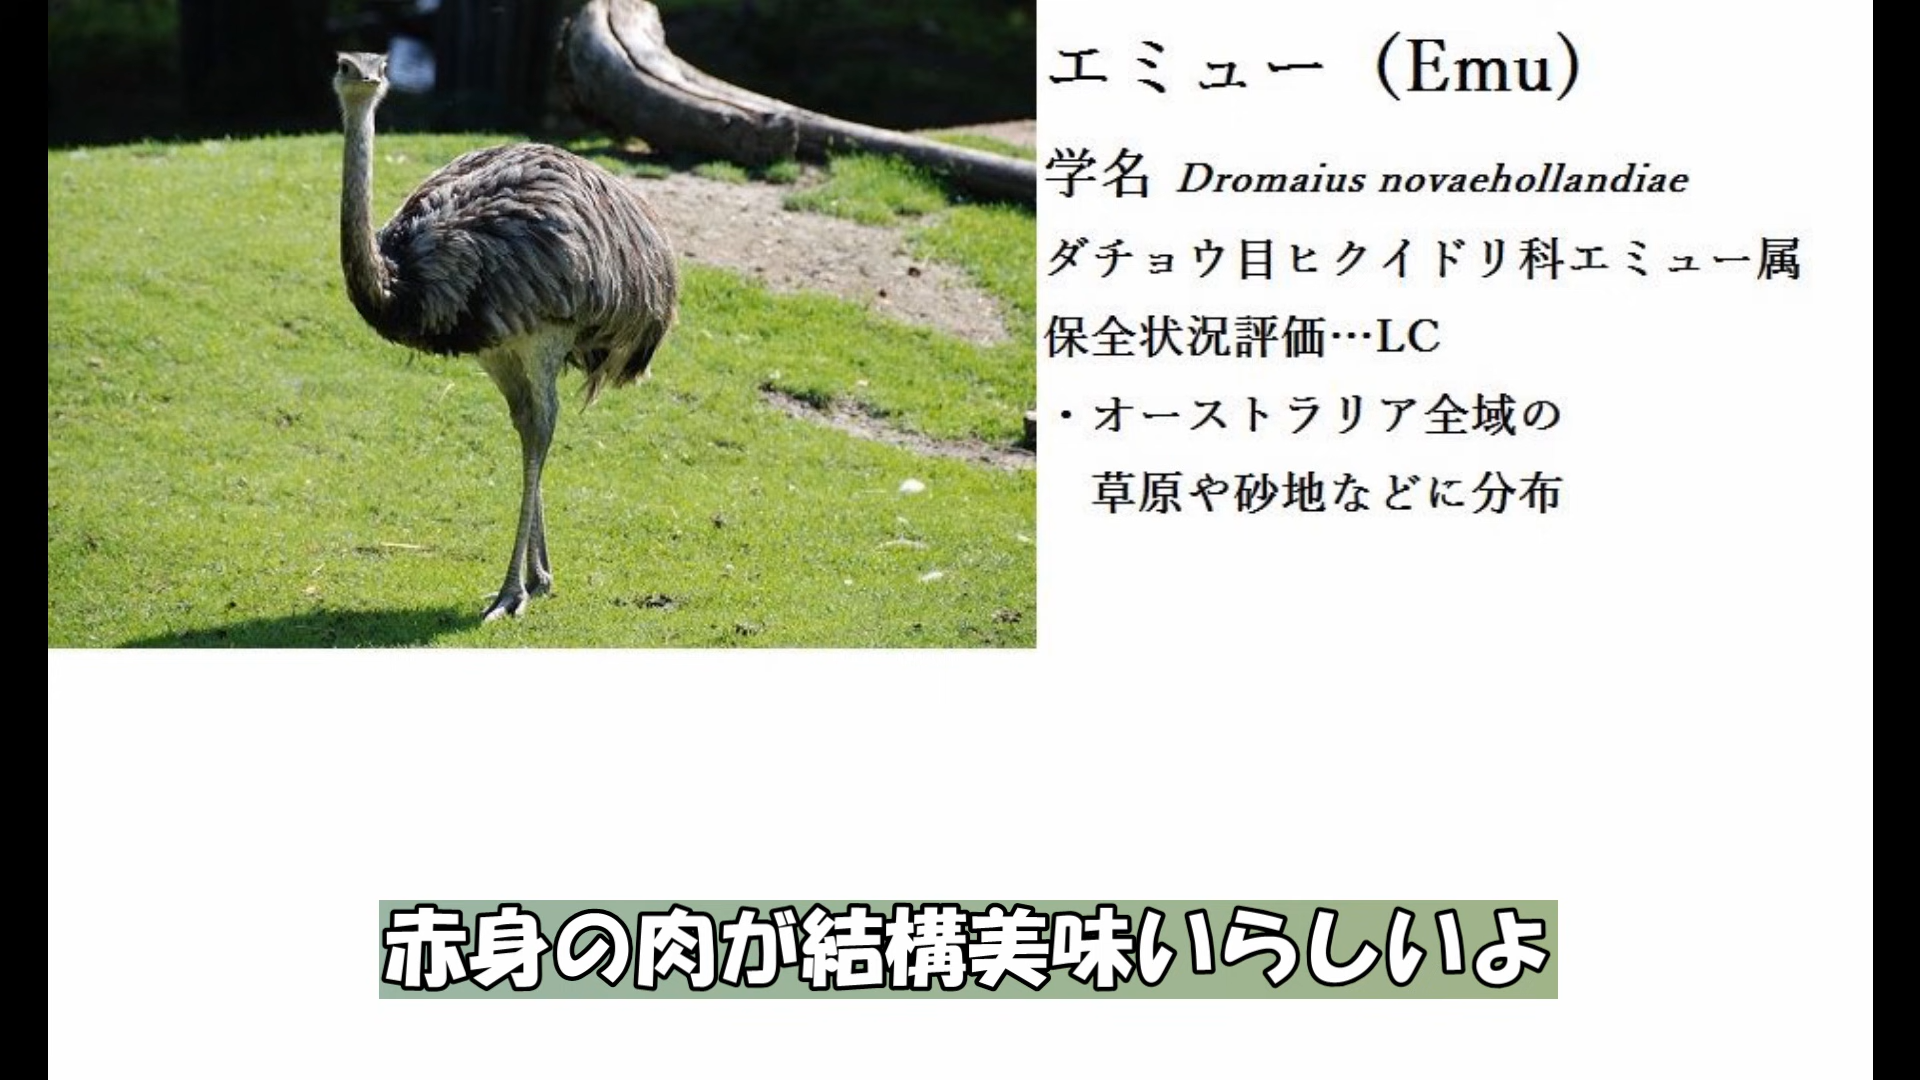 エミュー（Emu）
学名 Dromaius novaehollandiae
ダチョウ目ヒクイドリ科エミュー属
保全状況評価…LC
・オーストラリア全域の
草原や砂地などに分布
赤身の肉が結構美味いらしいよ